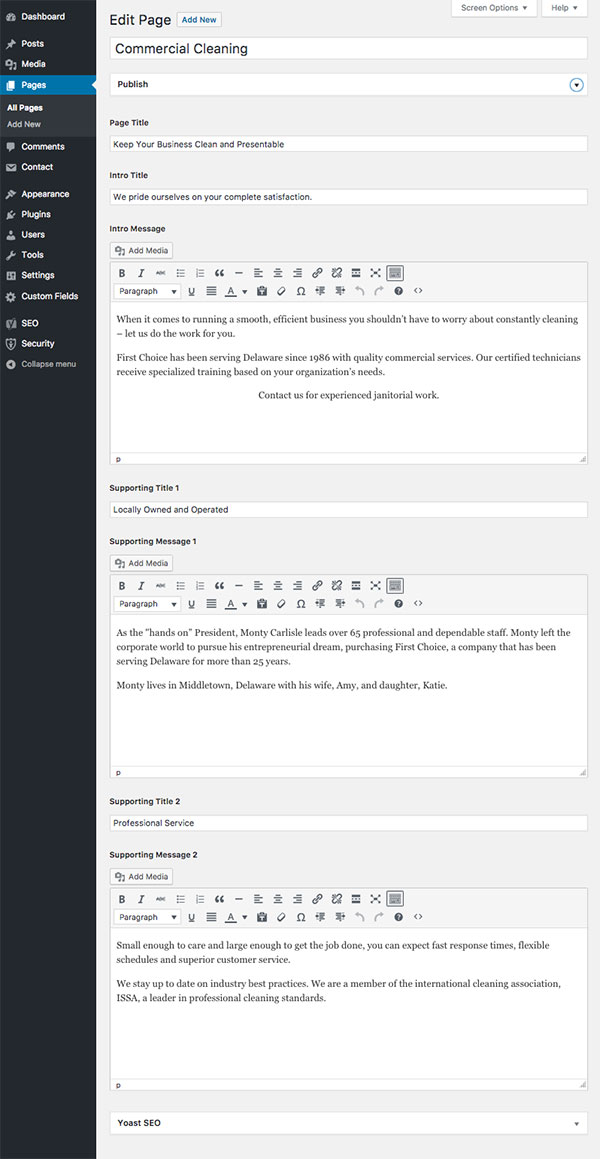 Dashboard
Posts
Media
Pages
All Pages
Add New
Comments
Contact
Appearance
Plugins
Users
Tools
Settings
Custom Fields
SEO
Security
Collapse menu
Screen Options
Help
Edit Page Add New
Commercial Cleaning
Publish
Page Title
Keep Your Business Clean and Presentable
Intro Title
We pride ourselves on your complete satisfaction.
Intro Message
Add Media
B I ABC
Paragraph U A Ω
When it comes to running a smooth, efficient business you shouldn't have to worry about constantly cleaning
– let us do the work for you.
First Choice has been serving Delaware since 1986 with quality commercial services. Our certified technicians
receive specialized training based on your organization's needs.
Contact us for experienced janitorial work.
p
Supporting Title 1
Locally Owned and Operated
Supporting Message 1
Add Media
B I ABC
Paragraph U A Ω
As the "hands on" President, Monty Carlisle leads over 65 professional and dependable staff. Monty left the
corporate world to pursue his entrepreneurial dream, purchasing First Choice, a company that has been
serving Delaware for more than 25 years.
Monty lives in Middletown, Delaware with his wife, Amy, and daughter, Katie.
p
Supporting Title 2
Professional Service
Supporting Message 2
Add Media
B I ABC
Paragraph U A Ω
Small enough to care and large enough to get the job done, you can expect fast response times, flexible
schedules and superior customer service.
We stay up to date on industry best practices. We are a member of the international cleaning association,
ISSA, a leader in professional cleaning standards.
p
Yoast SEO